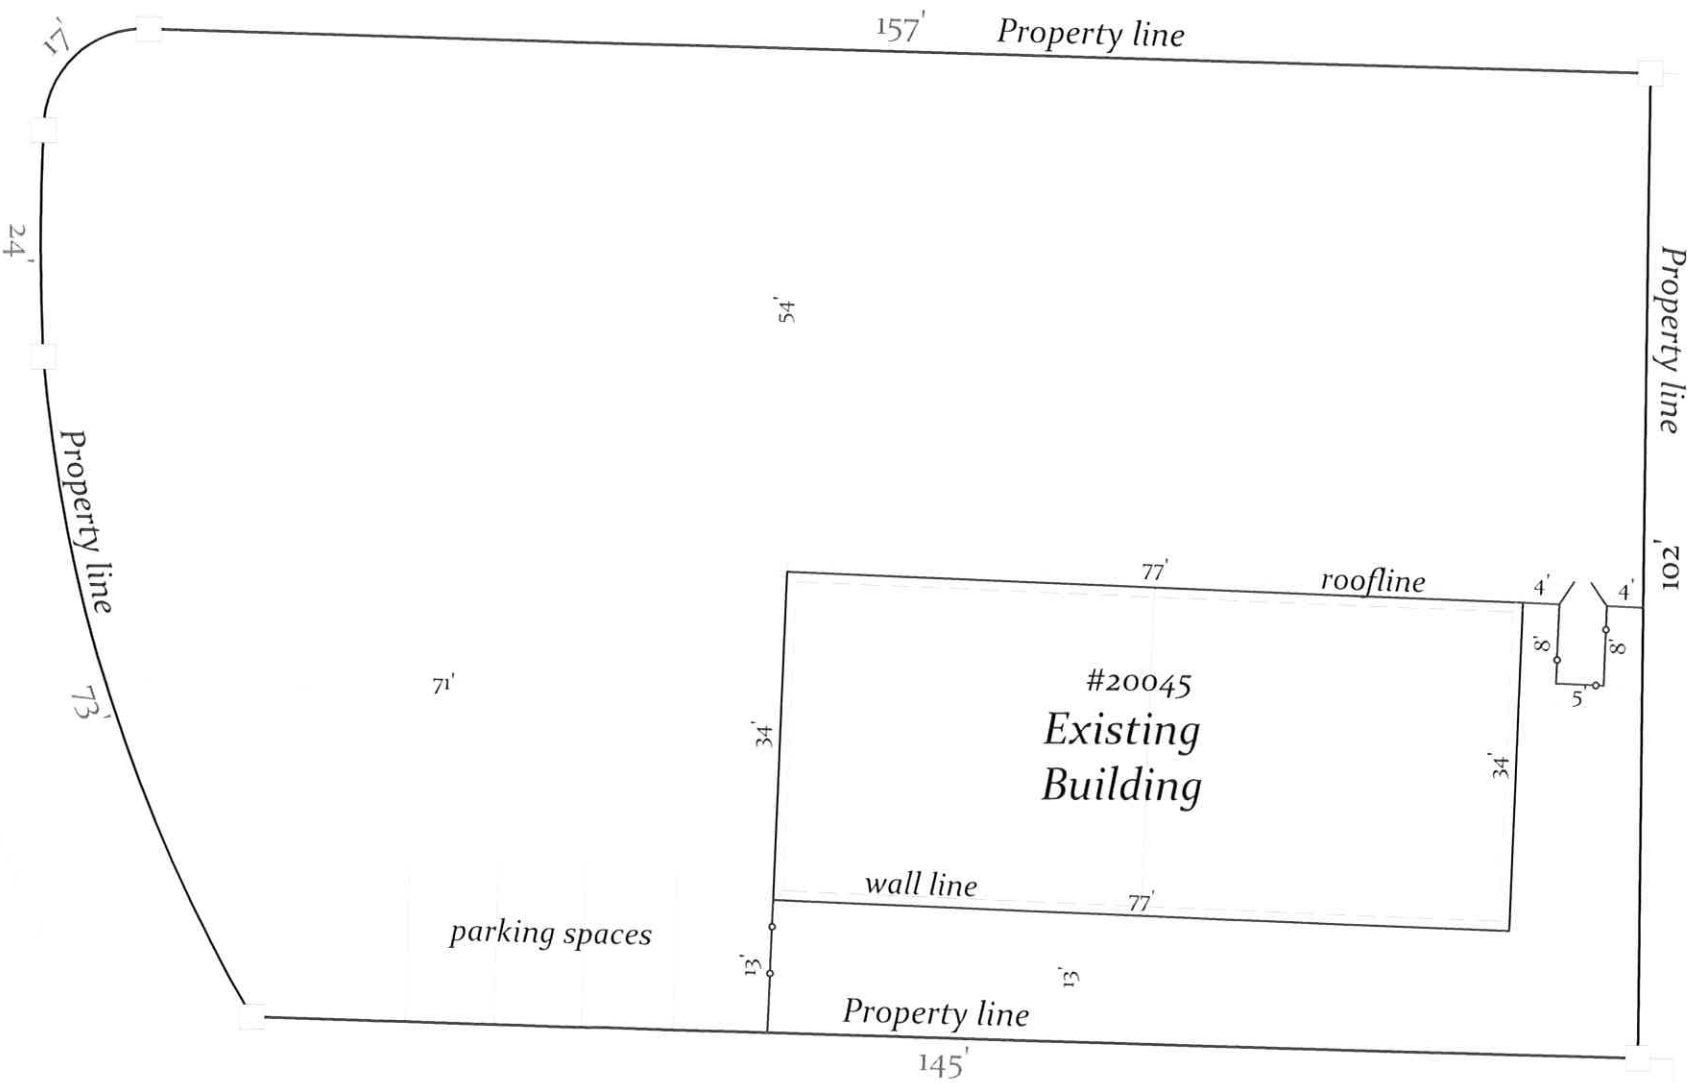 17'
157'
Property line
24'
54'
Property line
Property line
102'
77'
roofline
4'
4'
8'
8'
5'
71'
73'
34'
#20045
Existing
Building
34'
wall line
77'
parking spaces
13'
13'
Property line
145'